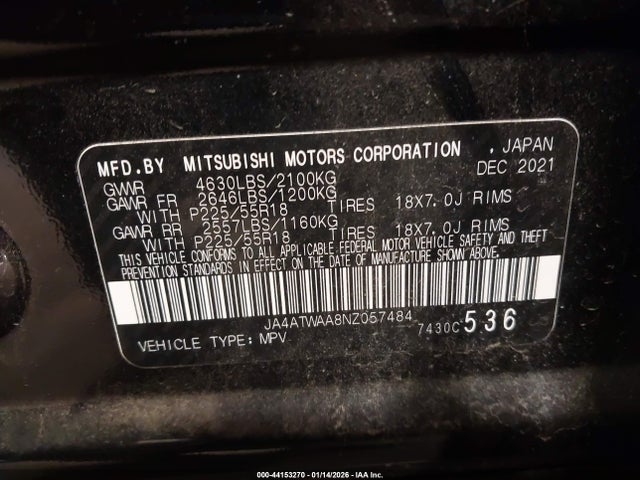 MFD.BY MITSUBISHI MOTORS CORPORATION , JAPAN
DEC 2021
GVWR 4630LBS/2100KG
GAWR FR 2646LBS/1200KG
WITH P225/55R18 TIRES 18X7.0J RIMS
GAWR RR 2557LBS/1160KG
WITH P225/55R18 TIRES 18X7.0J RIMS
THIS VEHICLE CONFORMS TO ALL APPLICABLE FEDERAL MOTOR VEHICLE SAFETY AND THEFT
PREVENTION STANDARDS IN EFFECT ON THE DATE OF MANUFACTURE SHOWN ABOVE.
JA4ATWAA8NZ057484
7430C 536
VEHICLE TYPE: MPV
000-44153270 - 01/14/2026 - IAA Inc.